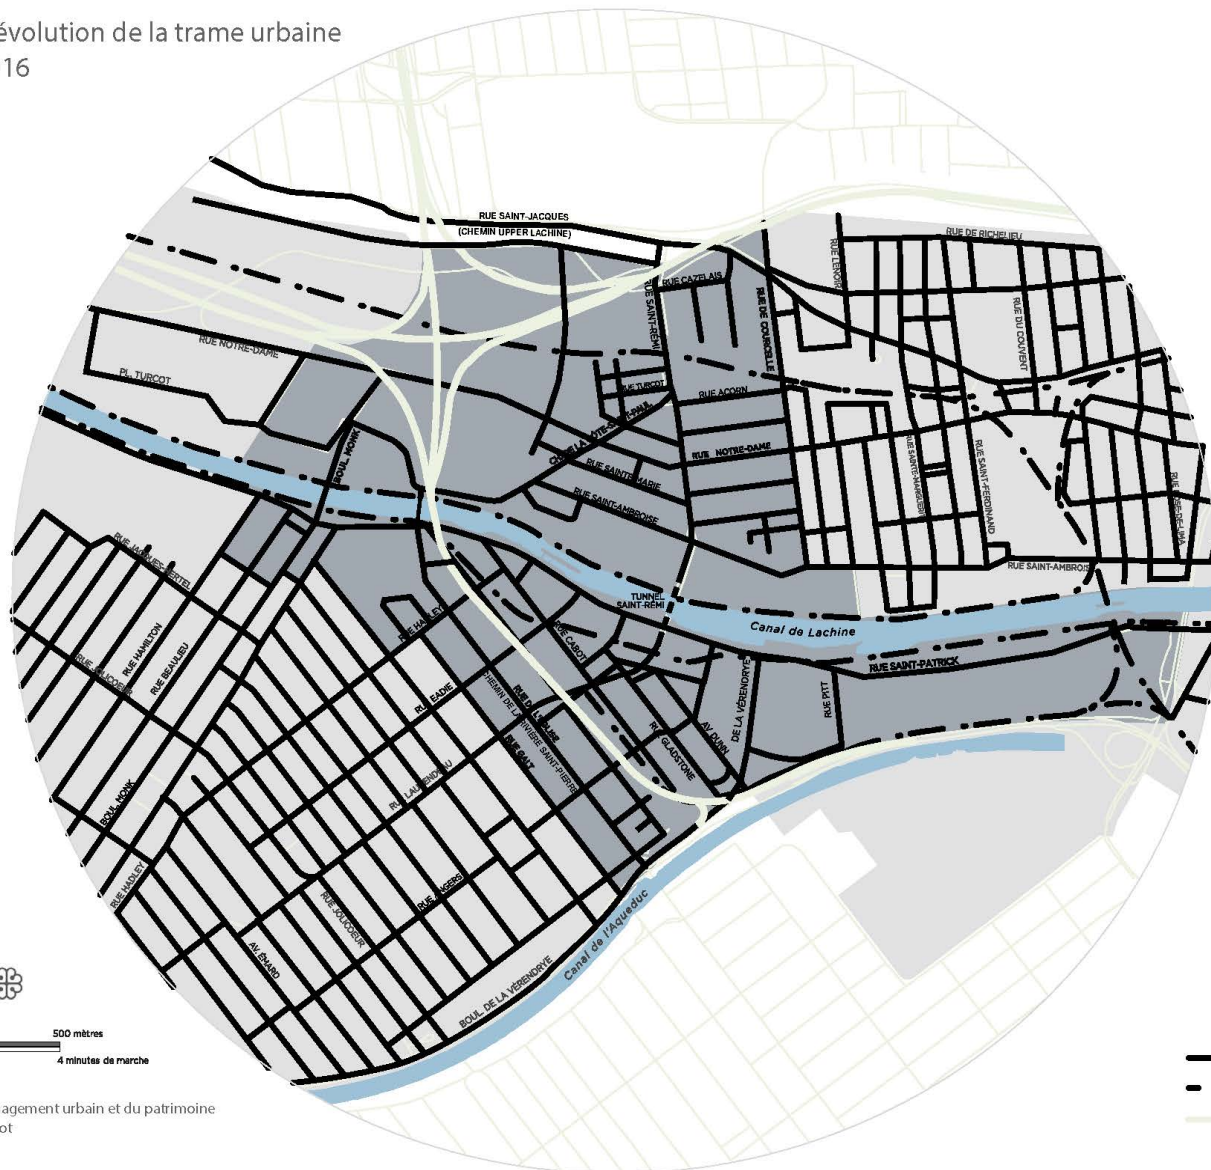 évolution de la trame urbaine
16
RUE SAINT-JACQUES
(CHEMIN UPPER LACHINE)
RUE DE RICHELIEU
RUE LENOIR
RUE CAZELAIS
RUE SAINT-RÉMI
RUE DE COURCELLE
RUE DU COUVENT
RUE NOTRE-DAME
PL. TURCOT
RUE TURCOT
RUE ACORN
BOUL. MONK
RUE SAINTE-MARIE
RUE NOTRE-DAME
RUE SAINT-AMBROISE
RUE SAINT-FERDINAND
RUE SAINT-AMBROIS
TUNNEL
SAINT-RÉMI
Canal de Lachine
RUE SAINT-PATRICK
RUE HAMILTON
RUE BEAULIEU
RUE HADLEY
RUE CABOT
RUE EADIE
CHEMIN DE LA RIVIÈRE SAINT-PIERRE
RUE GALT
RUE GLADSTONE
AV. DUNN
DE LA VÉRENDRYE
RUE PITT
RUE LAURENDEAU
BOUL. MONK
RUE HADLEY
RUE JOLICOEUR
RUE ANGERS
AV. ÉMARD
BOUL. DE LA VÉRENDRYE
Canal de l'Aqueduc
500 mètres
4 minutes de marche
agement urbain et du patrimoine
ot